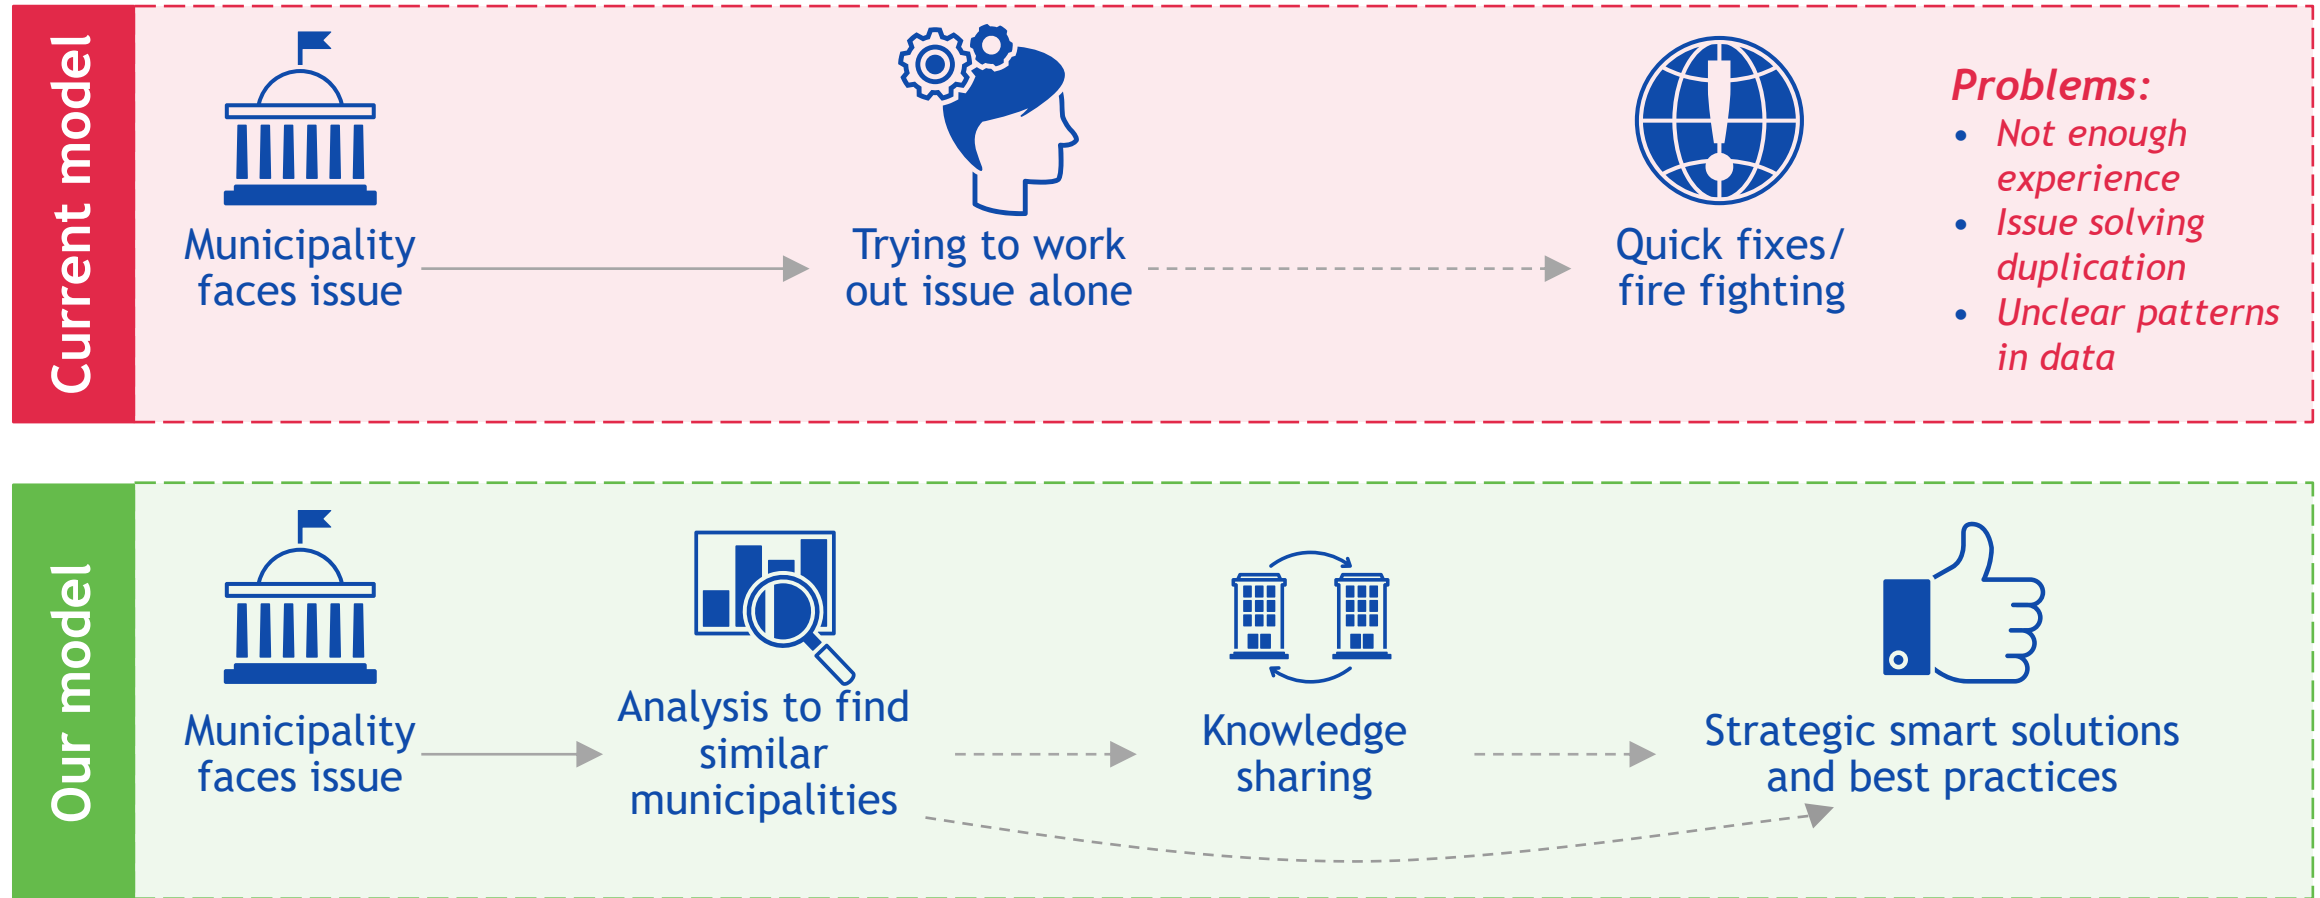 Current model
Municipality
faces issue
Trying to work
out issue alone
Quick fixes/
fire fighting
Problems:
• Not enough
experience
• Issue solving
duplication
• Unclear patterns
in data
Our model
Municipality
faces issue
Analysis to find
similar
municipalities
Knowledge
sharing
Strategic smart solutions
and best practices